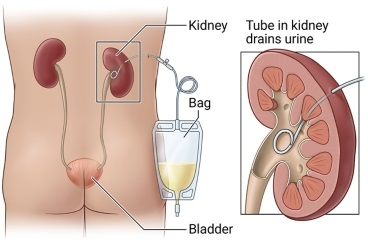 Kidney
Tube in kidney
drains urine
Bag
Bladder